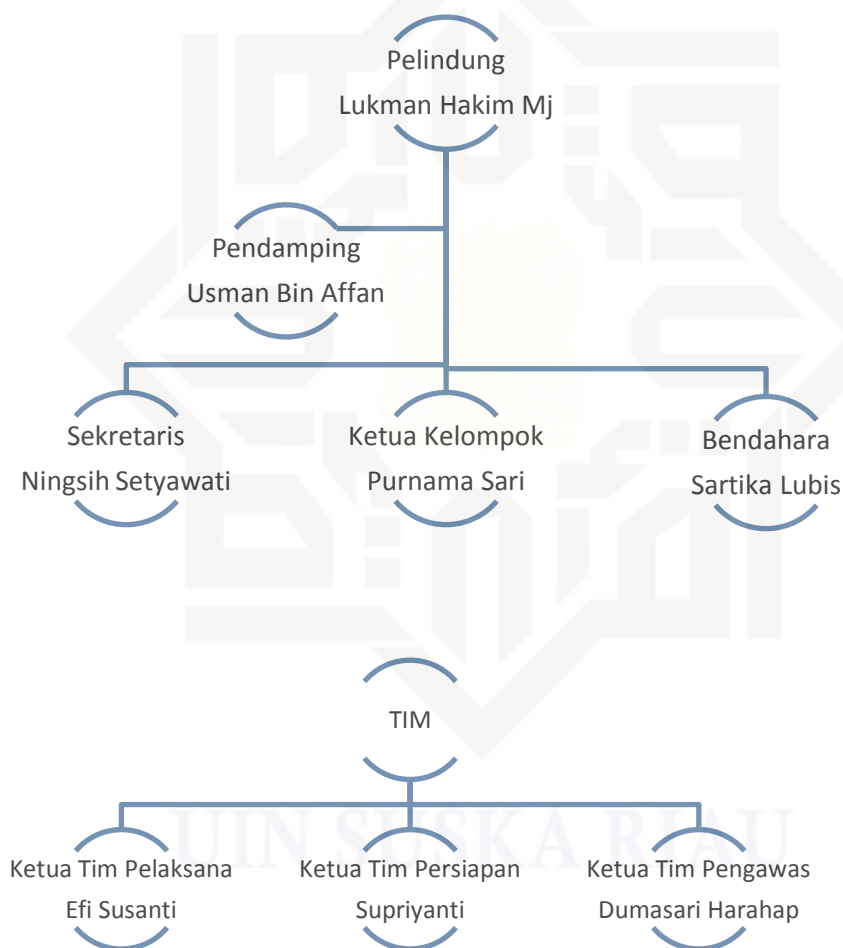 Pelindung
Lukman Hakim Mj
Pendamping
Usman Bin Affan
Sekretaris
Ningsih Setyawati
Ketua Kelompok
Purnama Sari
Bendahara
Sartika Lubis
TIM
UIN SUSKA RIAU
Ketua Tim Pelaksana
Efi Susanti
Ketua Tim Persiapan
Supriyanti
Ketua Tim Pengawas
Dumasari Harahap